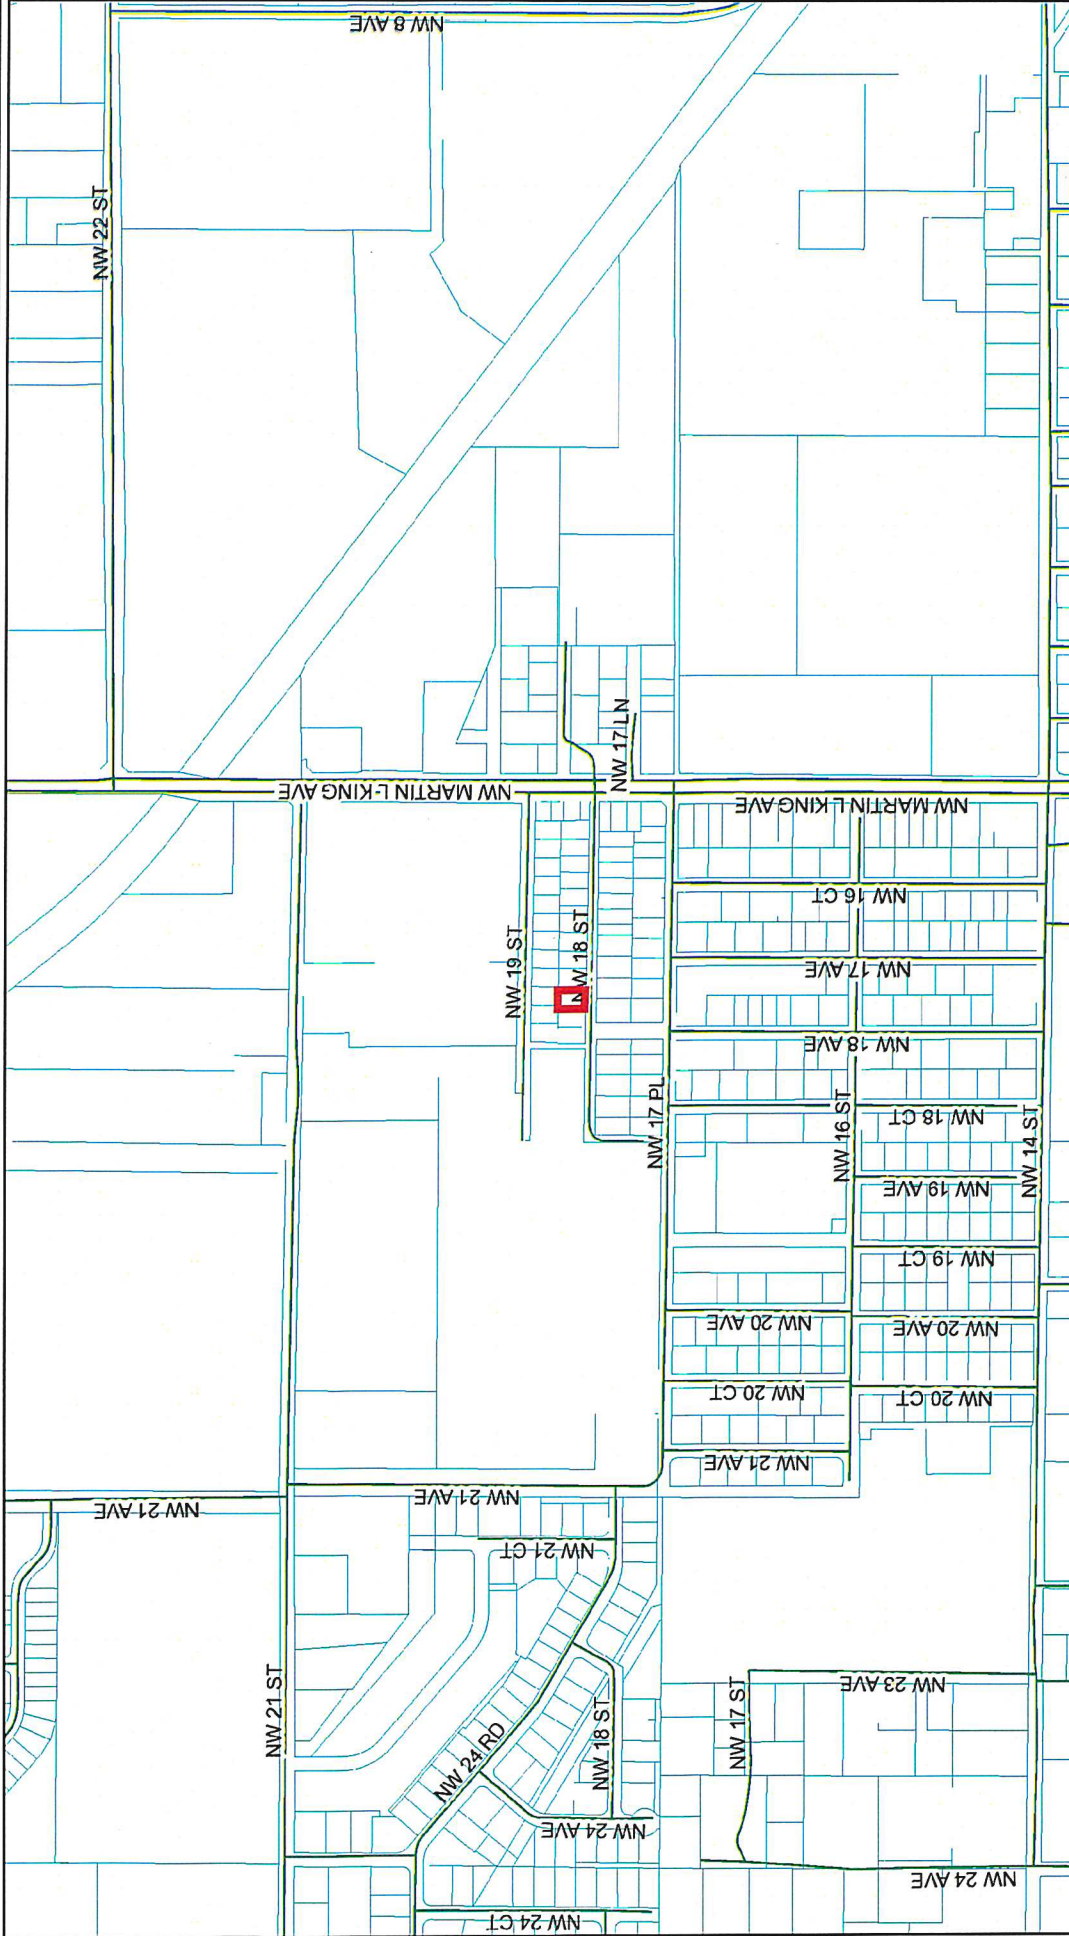 NW 8 AVE
NW 22 ST
NW MARTIN L KING AVE
NW 17 LN
NW MARTIN L KING AVE
NW 16 CT
NW 19 ST
NW 18 ST
NW 17 AVE
NW 18 AVE
NW 17 PL
NW 16 ST
NW 18 CT
NW 14 ST
NW 19 AVE
NW 19 CT
NW 20 AVE
NW 20 AVE
NW 20 CT
NW 20 CT
NW 21 AVE
NW 21 AVE
NW 21 AVE
NW 21 CT
NW 21 ST
NW 24 RD
NW 18 ST
NW 17 ST
NW 23 AVE
NW 24 AVE
NW 24 AVE
NW 24 CT